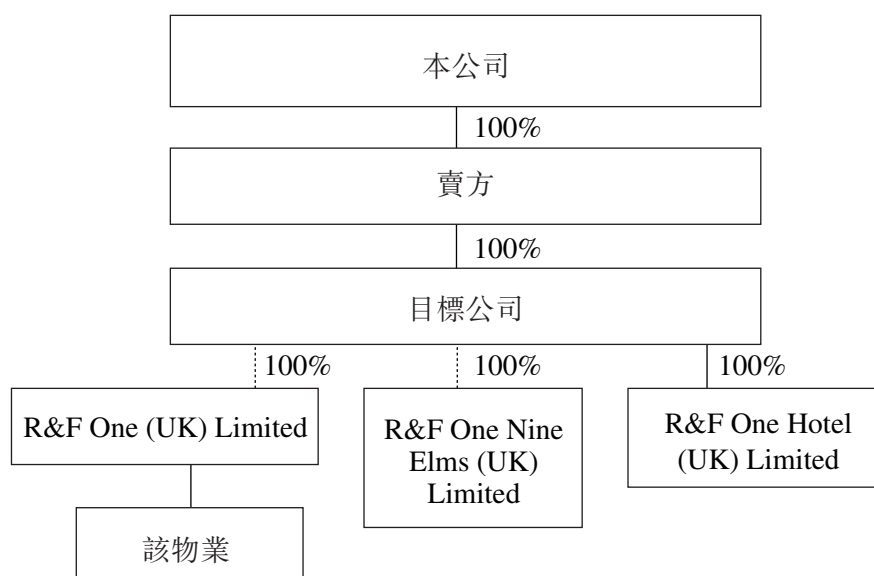 本公司
100%
賣方
100%
目標公司
100%
100%
100%
R&F One (UK) Limited
R&F One Nine
Elms (UK)
Limited
R&F One Hotel
(UK) Limited
該物業